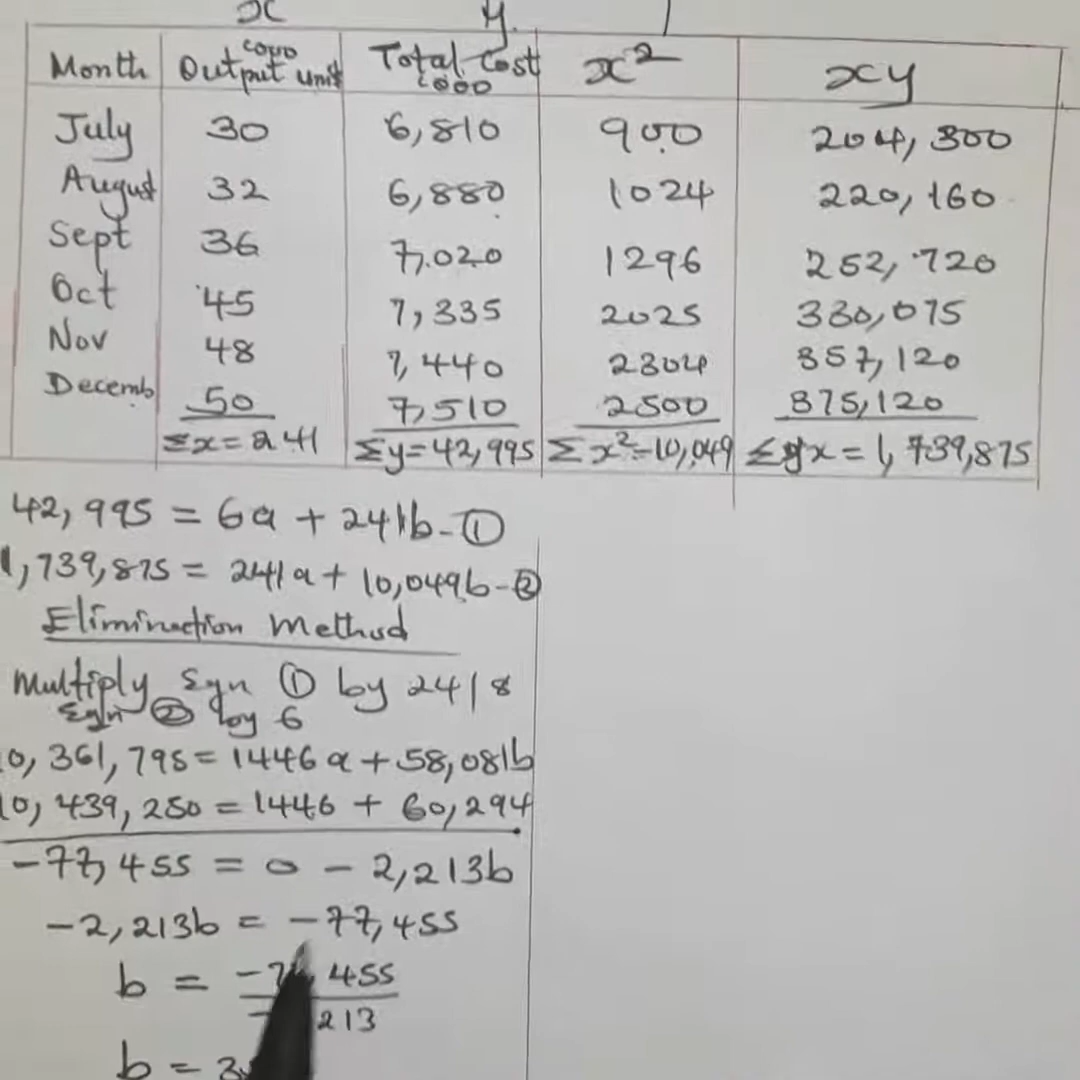 x y
Month Output unit Total Cost x² xy
(000 £000
July 30 6,810 900 204,300
August 32 6,880 1024 220,160
Sept 36 7,020 1296 252,720
Oct 45 7,335 2025 330,075
Nov 48 7,440 2304 357,120
Decemb 50 7,510 2500 375,120
Σx = 241 Σy = 42,995 Σx² = 10,049 Σyx = 1,739,875
42,995 = 6a + 241b - ①
1,739,875 = 241a + 10,049b - ②
Elimination Method
Multiply Eqn ① by 241 &
Eqn ② by 6
10,361,795 = 1446a + 58,081b
10,439,250 = 1446 + 60,294
-77,455 = 0 - 2,213b
-2,213b = -77,455
b = 455
213
b =